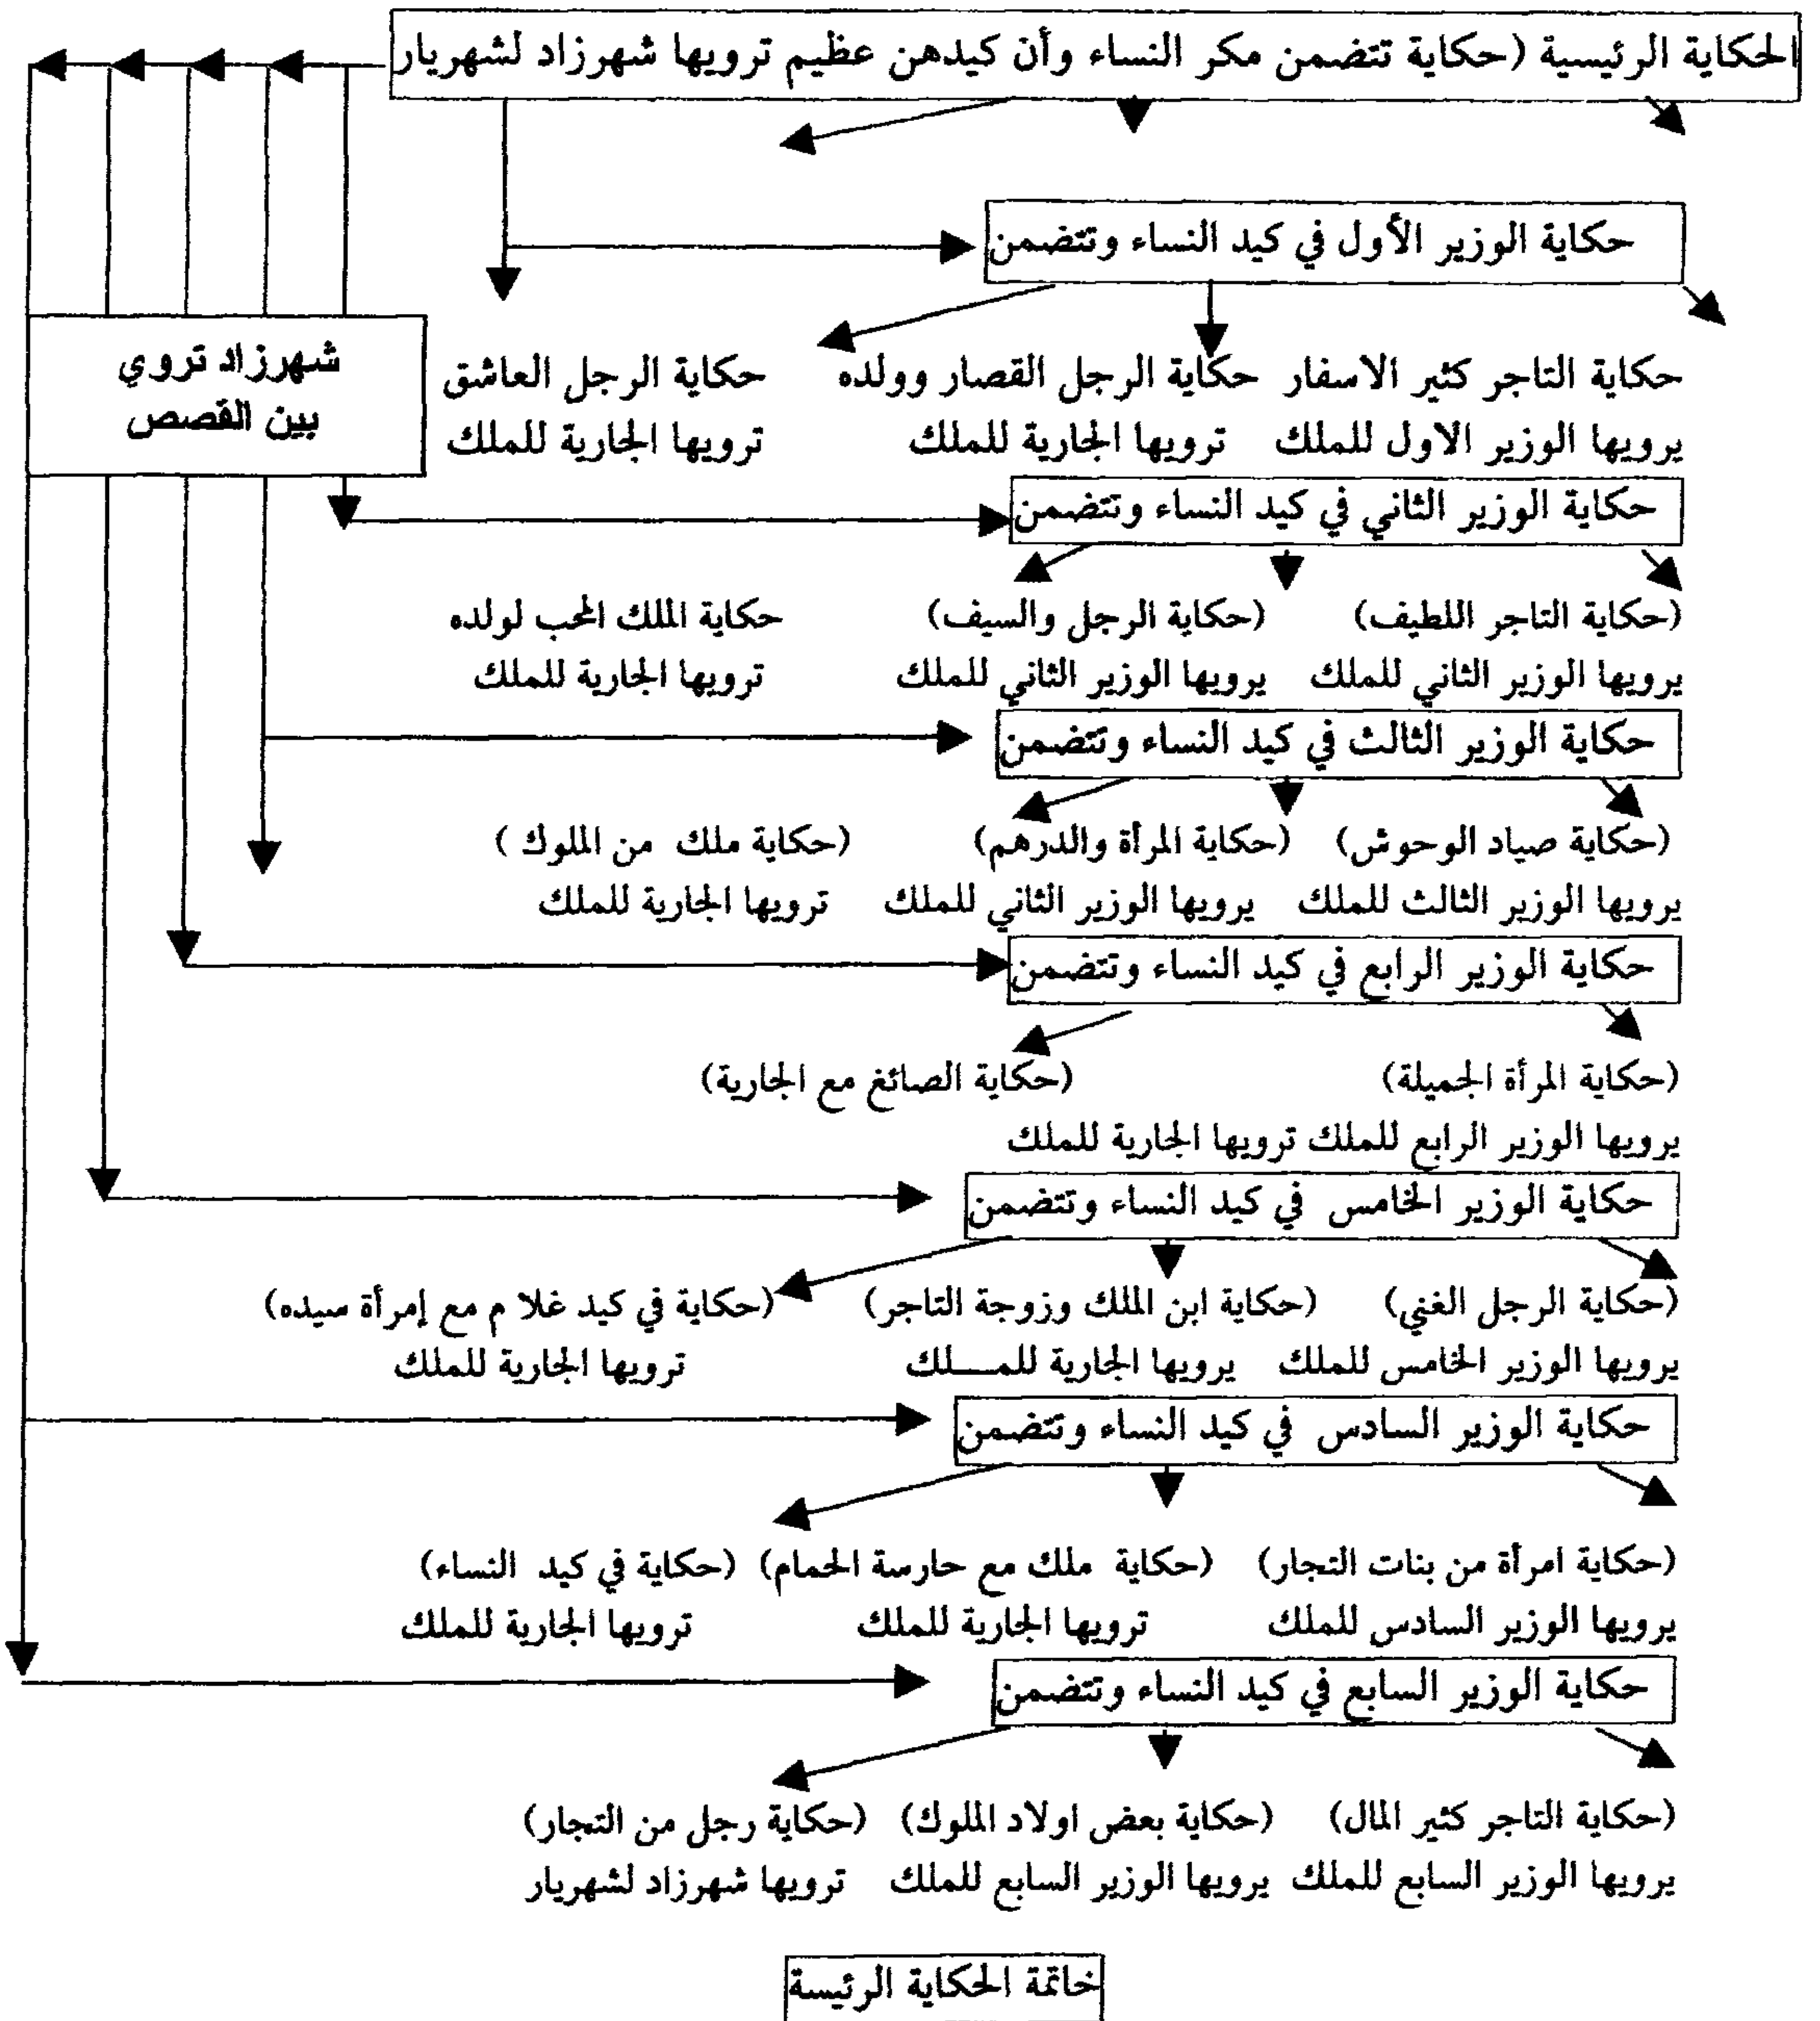 الحكاية الرئيسية (حكاية تتضمن مكر النساء وأن كيدهن عظيم ترويها شهرزاد لشهريار
حكاية الوزير الأول في كيد النساء وتتضمن
شهرزاد تروي
بين القصص
حكاية التاجر كثير الاسفار حكاية الرجل القصار وولده حكاية الرجل العاشق
يرويها الوزير الاول للملك ترويها الجارية للملك ترويها الجارية للملك
حكاية الوزير الثاني في كيد النساء وتتضمن
(حكاية التاجر اللطيف) (حكاية الرجل والسيف) حكاية الملك المحب لولده
يرويها الوزير الثاني للملك يرويها الوزير الثاني للملك ترويها الجارية للملك
حكاية الوزير الثالث في كيد النساء وتتضمن
(حكاية صياد الوحوش) (حكاية المرأة والدرهم) (حكاية ملك من الملوك )
يرويها الوزير الثالث للملك يرويها الوزير الثاني للملك ترويها الجارية للملك
حكاية الوزير الرابع في كيد النساء وتتضمن
(حكاية المرأة الجميلة) (حكاية الصائغ مع الجارية)
يرويها الوزير الرابع للملك ترويها الجارية للملك
حكاية الوزير الخامس في كيد النساء وتتضمن
(حكاية الرجل الغني) (حكاية ابن الملك وزوجة التاجر) (حكاية في كيد غلا م مع إمرأة سيده)
يرويها الوزير الخامس للملك يرويها الجارية للمـــلك ترويها الجارية للملك
حكاية الوزير السادس في كيد النساء وتتضمن
(حكاية امرأة من بنات التجار) (حكاية ملك مع حارسة الحمام) (حكاية في كيد النساء)
يرويها الوزير السادس للملك ترويها الجارية للملك ترويها الجارية للملك
حكاية الوزير السابع في كيد النساء وتتضمن
(حكاية التاجر كثير المال) (حكاية بعض اولاد الملوك) (حكاية رجل من التجار)
يرويها الوزير السابع للملك يرويها الوزير السابع للملك ترويها شهرزاد لشهريار
خاتمة الحكاية الرئيسة